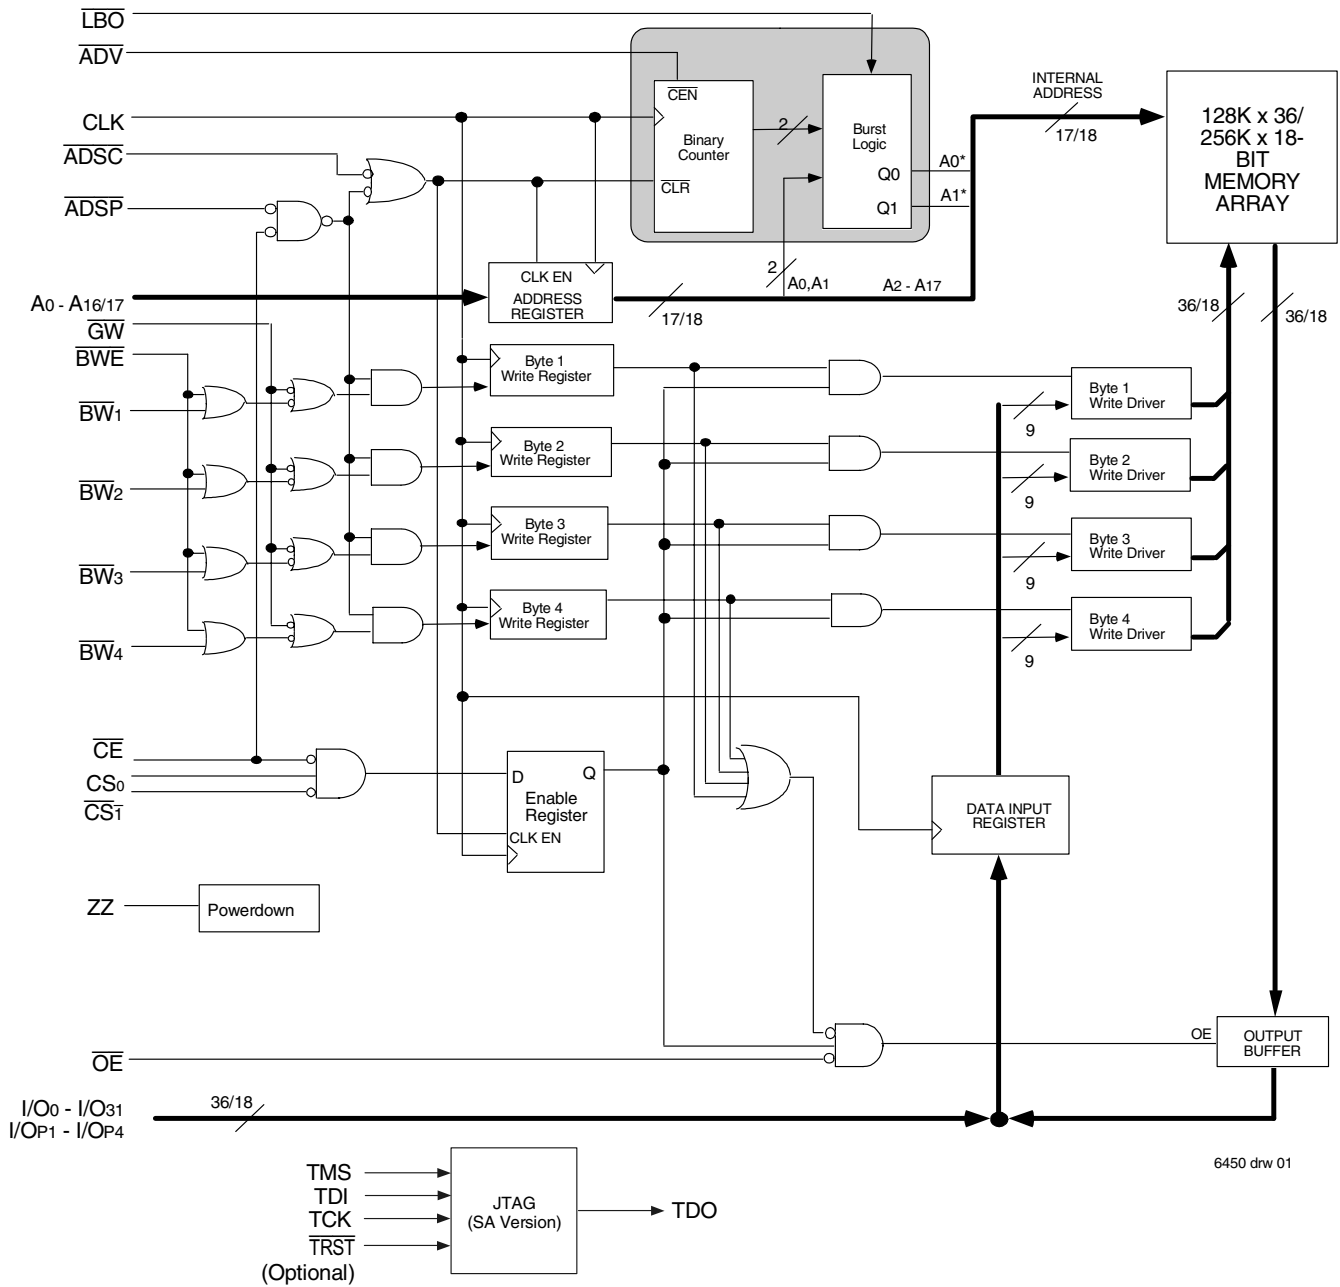 LBO
ADV
CLK
ADSC
ADSP
A0 - A16/17
GW
BWE
BW1
BW2
BW3
BW4
CE
CS0
CS1
ZZ
Powerdown
OE
I/O0 - I/O31
I/OP1 - I/OP4
36/18
CEN
Binary
Counter
CLR
2
Burst
Logic
Q0
Q1
A0*
A1*
2
A0,A1
A2 - A17
INTERNAL
ADDRESS
17/18
128K x 36/
256K x 18-
BIT
MEMORY
ARRAY
CLK EN
ADDRESS
REGISTER
17/18
36/18
36/18
Byte 1
Write Register
Byte 2
Write Register
Byte 3
Write Register
Byte 4
Write Register
9
Byte 1
Write Driver
9
Byte 2
Write Driver
9
Byte 3
Write Driver
9
Byte 4
Write Driver
D
Q
Enable
Register
CLK EN
DATA INPUT
REGISTER
OE
OUTPUT
BUFFER
6450 drw 01
TMS
TDI
TCK
TRST
(Optional)
JTAG
(SA Version)
TDO